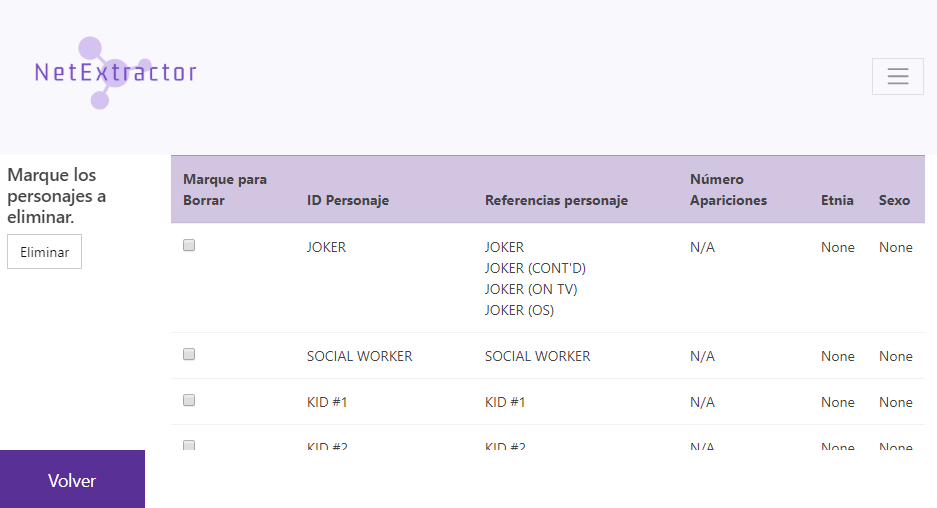 NetExtractor
Marque los
personajes a
eliminar.
Eliminar
Marque para
Borrar
ID Personaje
Referencias personaje
Número
Apariciones
Etnia
Sexo
JOKER
JOKER
JOKER (CONT'D)
JOKER (ON TV)
JOKER (OS)
N/A
None
None
SOCIAL WORKER
SOCIAL WORKER
N/A
None
None
KID #1
KID #1
N/A
None
None
KID #2
KID #2
N/A
None
None
Volver